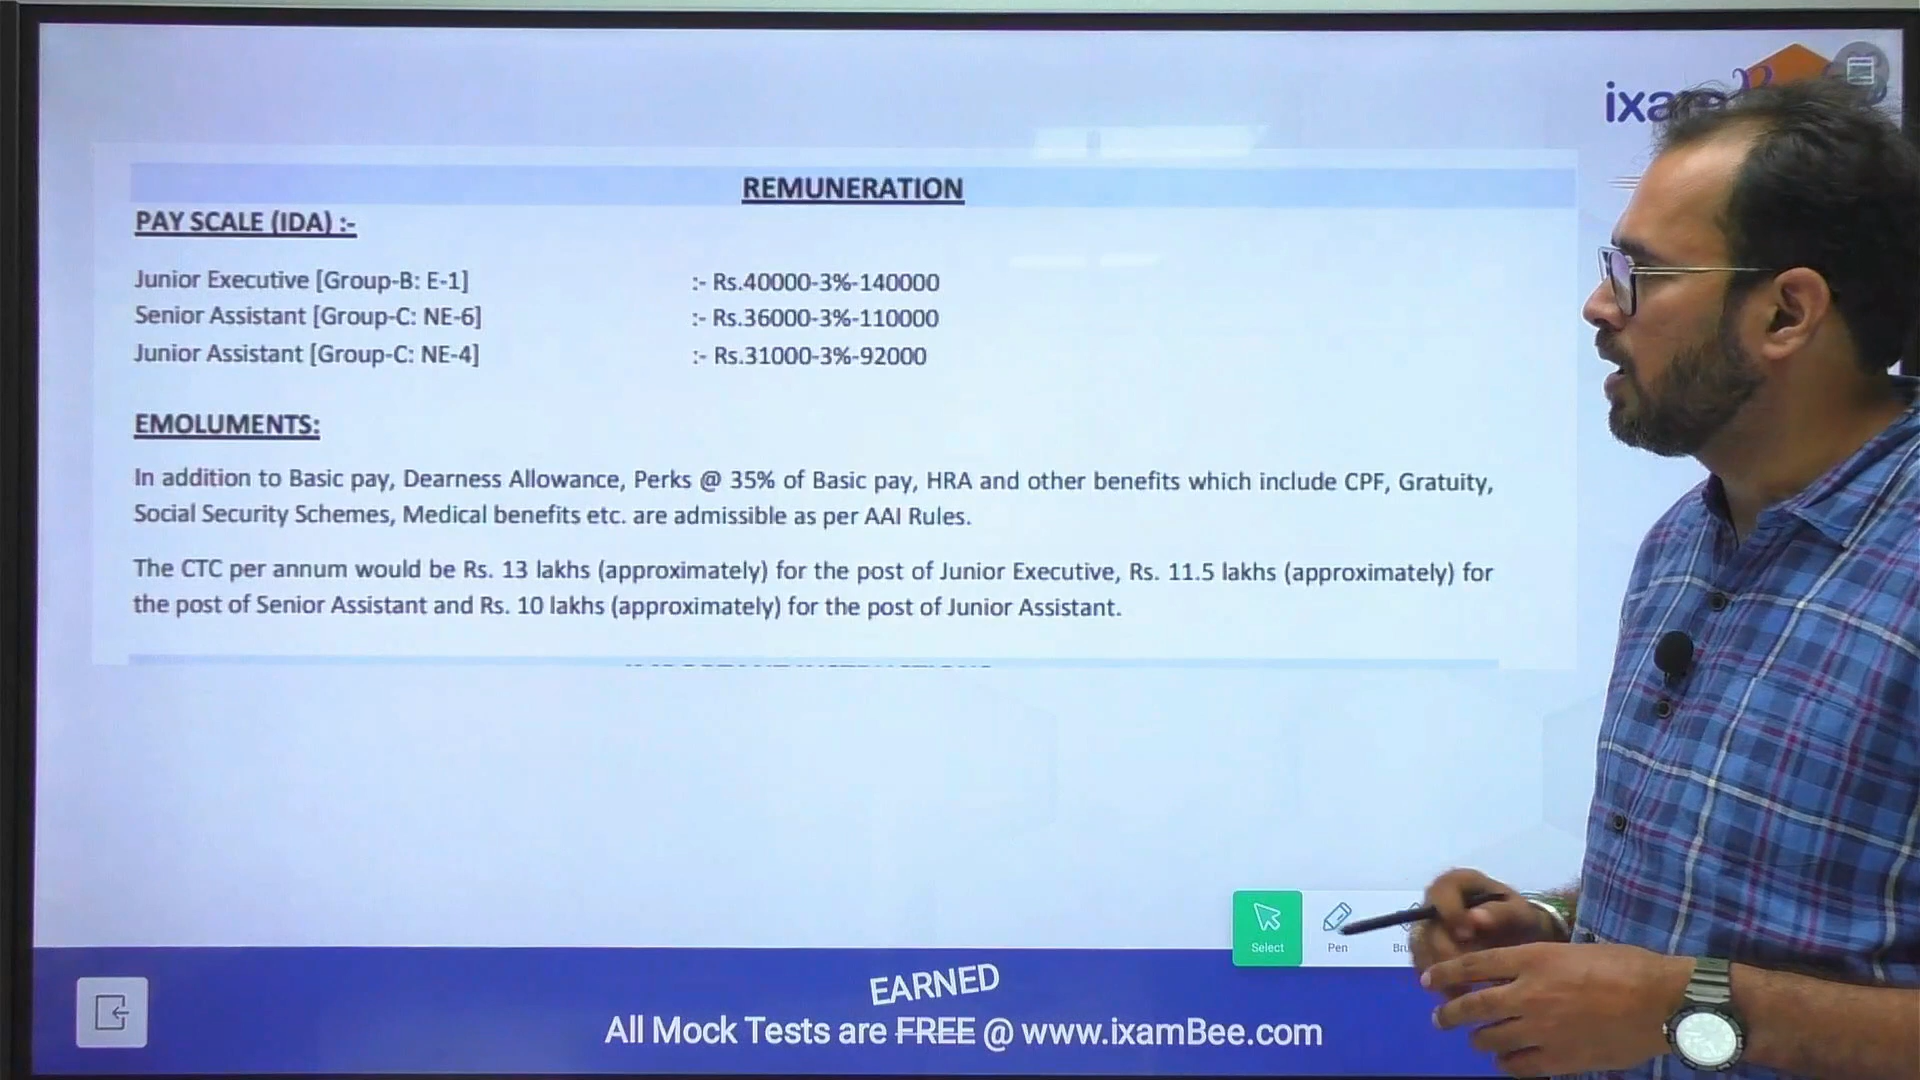 ixam
REMUNERATION
PAY SCALE (IDA) :-
Junior Executive [Group-B: E-1] :- Rs.40000-3%-140000
Senior Assistant [Group-C: NE-6] :- Rs.36000-3%-110000
Junior Assistant [Group-C: NE-4] :- Rs.31000-3%-92000
EMOLUMENTS:
In addition to Basic pay, Dearness Allowance, Perks @ 35% of Basic pay, HRA and other benefits which include CPF, Gratuity,
Social Security Schemes, Medical benefits etc. are admissible as per AAI Rules.
The CTC per annum would be Rs. 13 lakhs (approximately) for the post of Junior Executive, Rs. 11.5 lakhs (approximately) for
the post of Senior Assistant and Rs. 10 lakhs (approximately) for the post of Junior Assistant.
Select Pen Bru
EARNED
All Mock Tests are FREE @ www.ixamBee.com